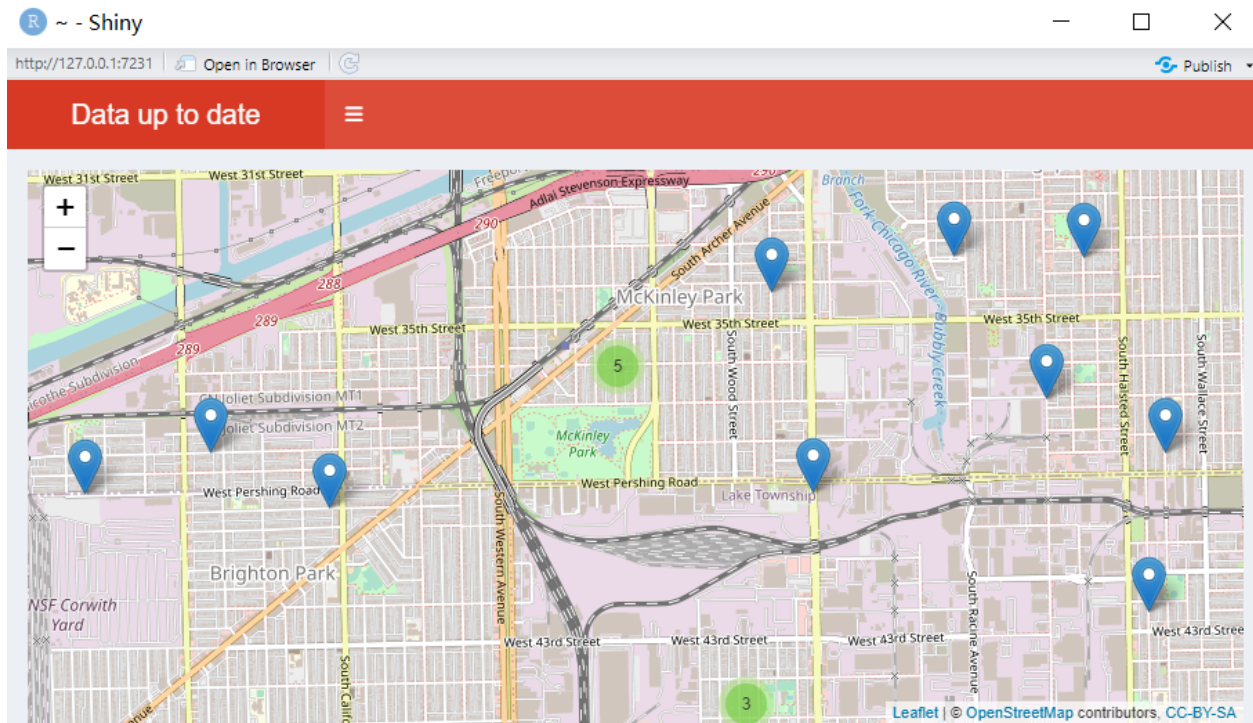 R ~ - Shiny
http://127.0.0.1:7231 Open in Browser Publish
Data up to date
West 31st Street
West 31st Street
290
Branch
Adlai Stevenson Expressway
+
−
290
South Archer Avenue
Fork Chicago River - Bubbly Creek
288
McKinley Park
289
West 35th Street
West 35th Street
West 35th Street
289
South Wood Street
South Halsted Street
South Wallace Street
5
Joliet Subdivision MT1
Joliet Subdivision MT2
McKinley
Park
West Pershing Road
West Pershing Road
Lake Township
South Western Avenue
Brighton Park
South Racine Avenue
NSF Corwith
Yard
West 43rd Street
West 43rd Street
West 43rd Street
West 43rd Stree
South Califo
3
nue
Leaflet | © OpenStreetMap contributors, CC-BY-SA